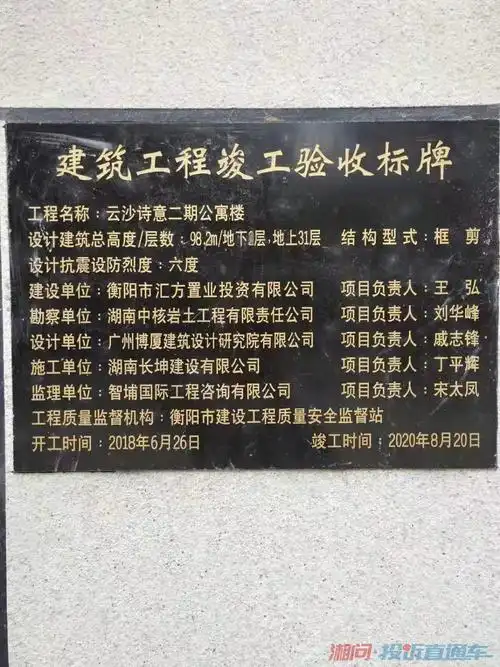 建筑工程竣工验收标牌
工程名称：云沙诗意二期公寓楼
设计建筑总高度/层数：98.2m/地下1层,地上31层 结构型式：框 剪
设计抗震设防烈度：六度
建设单位：衡阳市汇方置业投资有限公司 项目负责人：王 弘
勘察单位：湖南中核岩土工程有限责任公司 项目负责人：刘华峰
设计单位：广州博厦建筑设计研究院有限公司 项目负责人：戚志锋
施工单位：湖南长坤建设有限公司 项目负责人：丁平辉
监理单位：智埔国际工程咨询有限公司 项目负责人：宋太凤
工程质量监督机构：衡阳市建设工程质量安全监督站
开工时间：2018年6月26日 竣工时间：2020年8月20日
湘问·投诉直通车